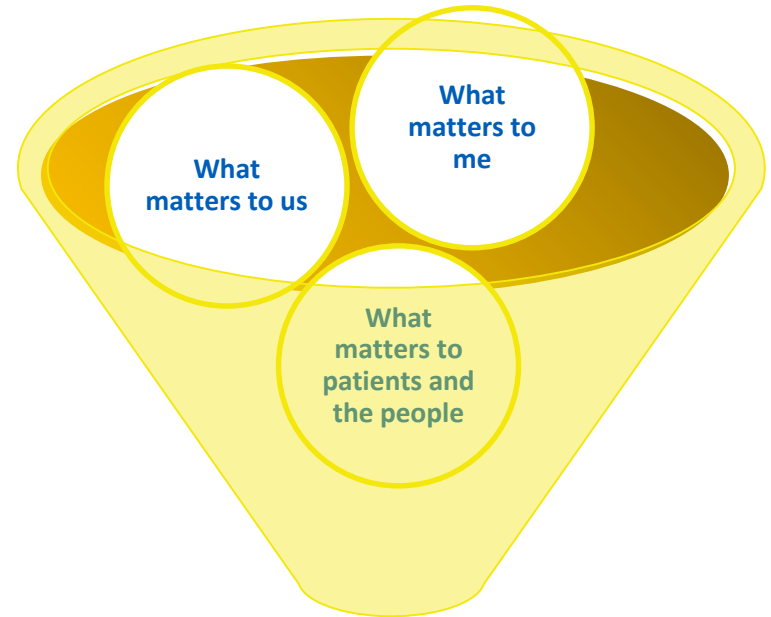 What
matters to us
What
matters to
me
What
matters to
patients and
the people